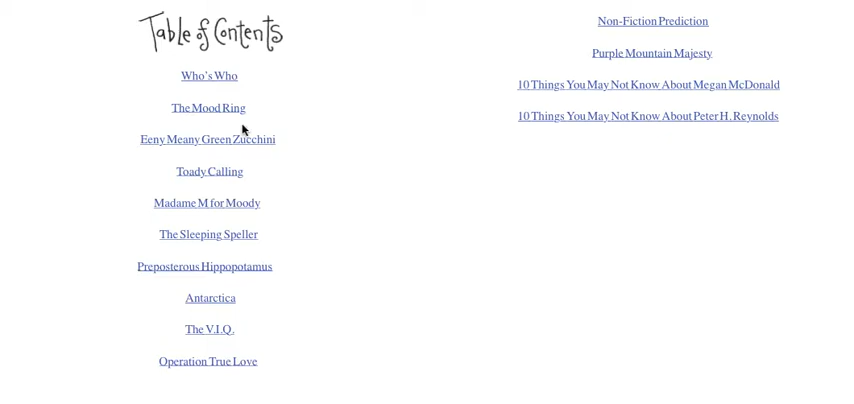 Table of Contents
Who's Who
The Mood Ring
Eeny Meany Green Zucchini
Toady Calling
Madame M for Moody
The Sleeping Speller
Preposterous Hippopotamus
Antarctica
The V.I.Q.
Operation True Love
Non-Fiction Prediction
Purple Mountain Majesty
10 Things You May Not Know About Megan McDonald
10 Things You May Not Know About Peter H. Reynolds